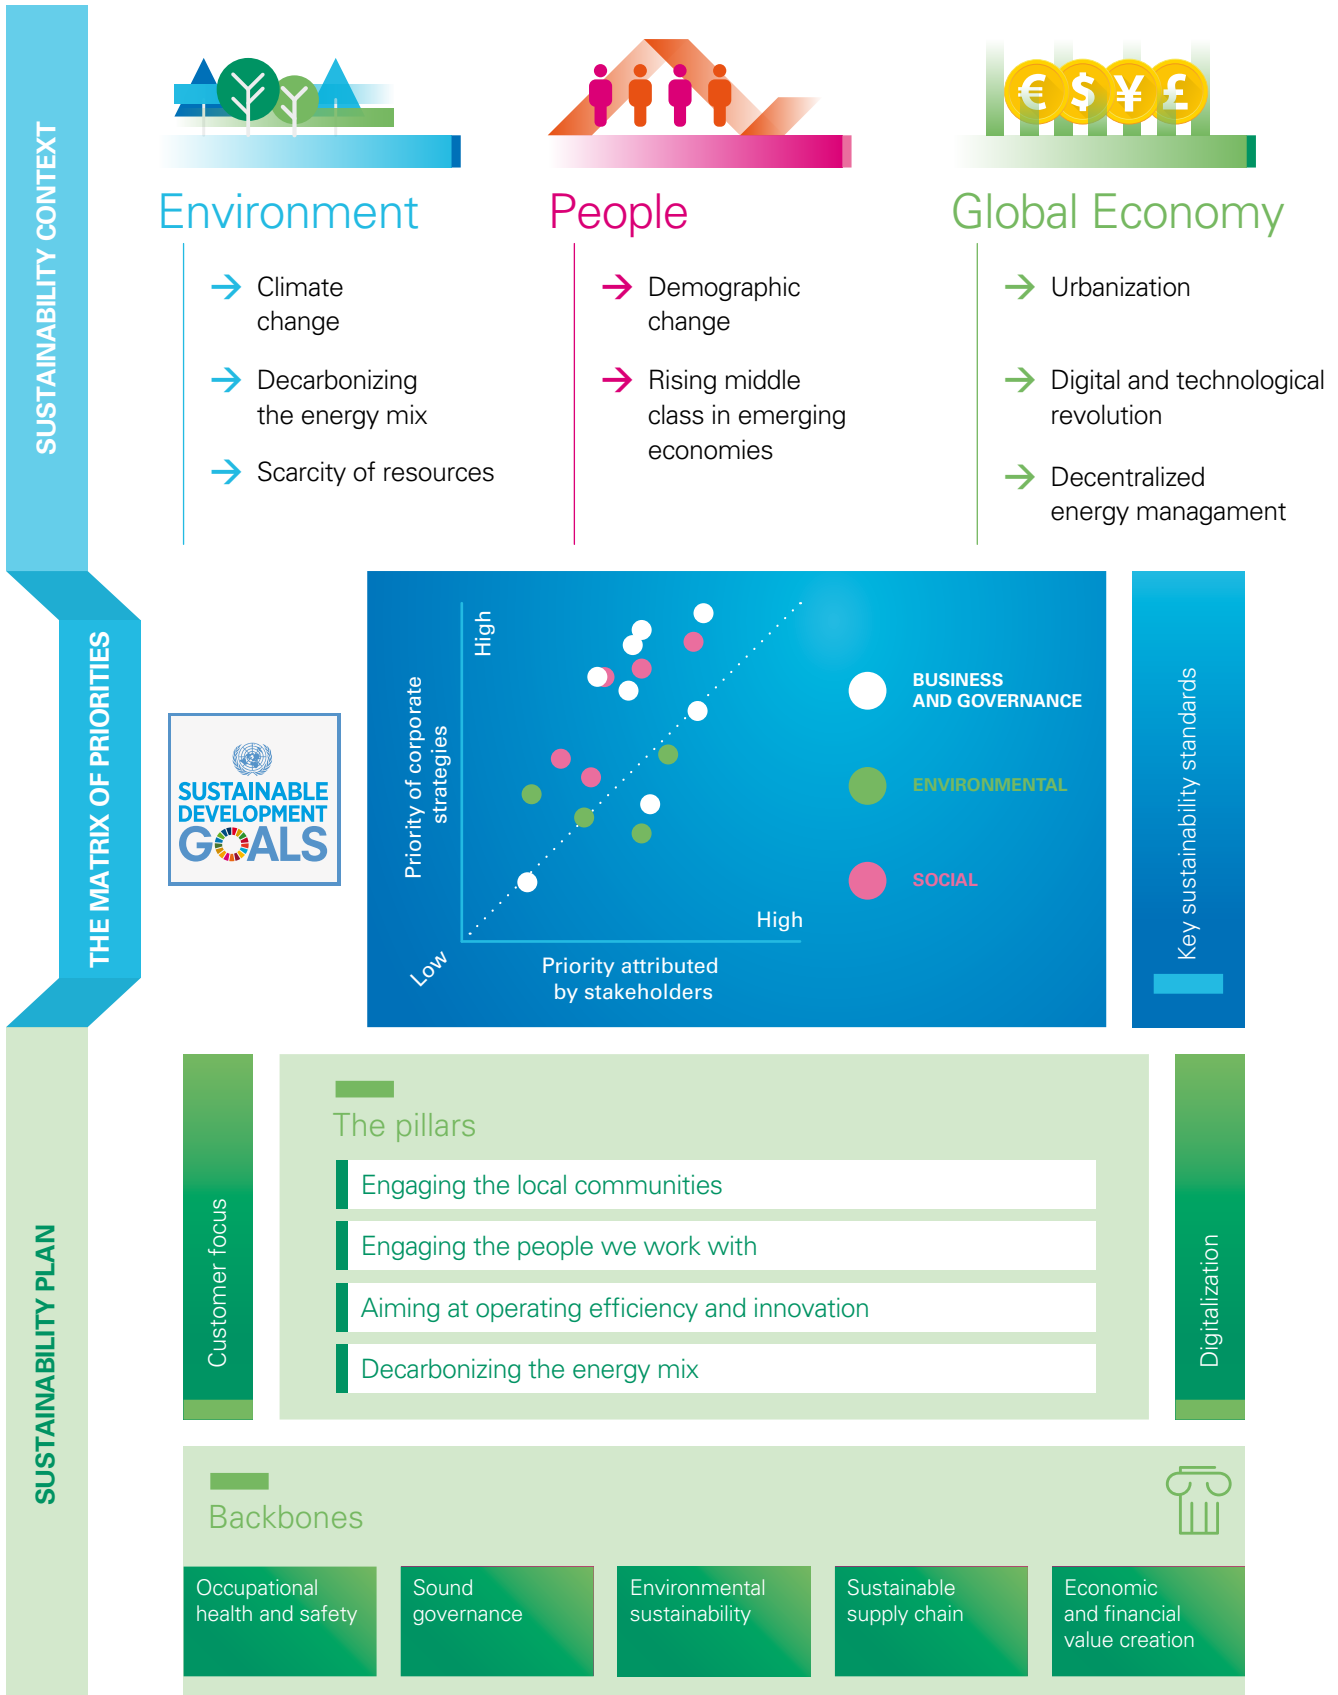 SUSTAINABILITY CONTEXT
€ $ ¥ £
Environment
Climate
change
Decarbonizing
the energy mix
Scarcity of resources
People
Demographic
change
Rising middle
class in emerging
economies
Global Economy
Urbanization
Digital and technological
revolution
Decentralized
energy managament
THE MATRIX OF PRIORITIES
SUSTAINABLE
DEVELOPMENT
GOALS
Priority of corporate
strategies
High
Low
High
Priority attributed
by stakeholders
BUSINESS
AND GOVERNANCE
ENVIRONMENTAL
SOCIAL
Key sustainability standards
SUSTAINABILITY PLAN
Customer focus
The pillars
Engaging the local communities
Engaging the people we work with
Aiming at operating efficiency and innovation
Decarbonizing the energy mix
Digitalization
Backbones
Occupational
health and safety
Sound
governance
Environmental
sustainability
Sustainable
supply chain
Economic
and financial
value creation